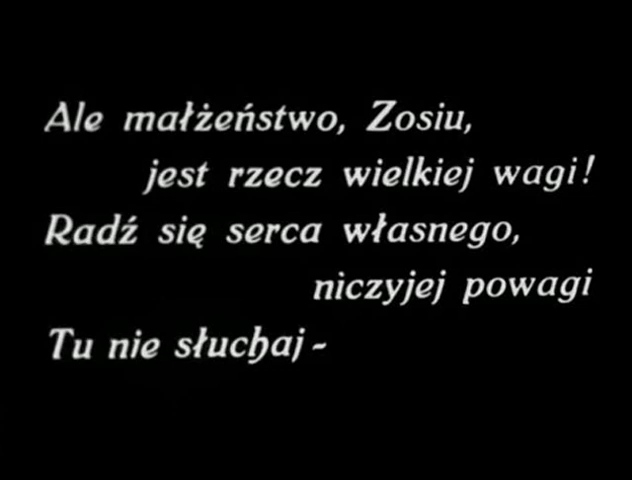 Ale małżeństwo, Zosiu,
jest rzecz wielkiej wagi!
Radź się serca własnego,
niczyjej powagi
Tu nie słuchaj -